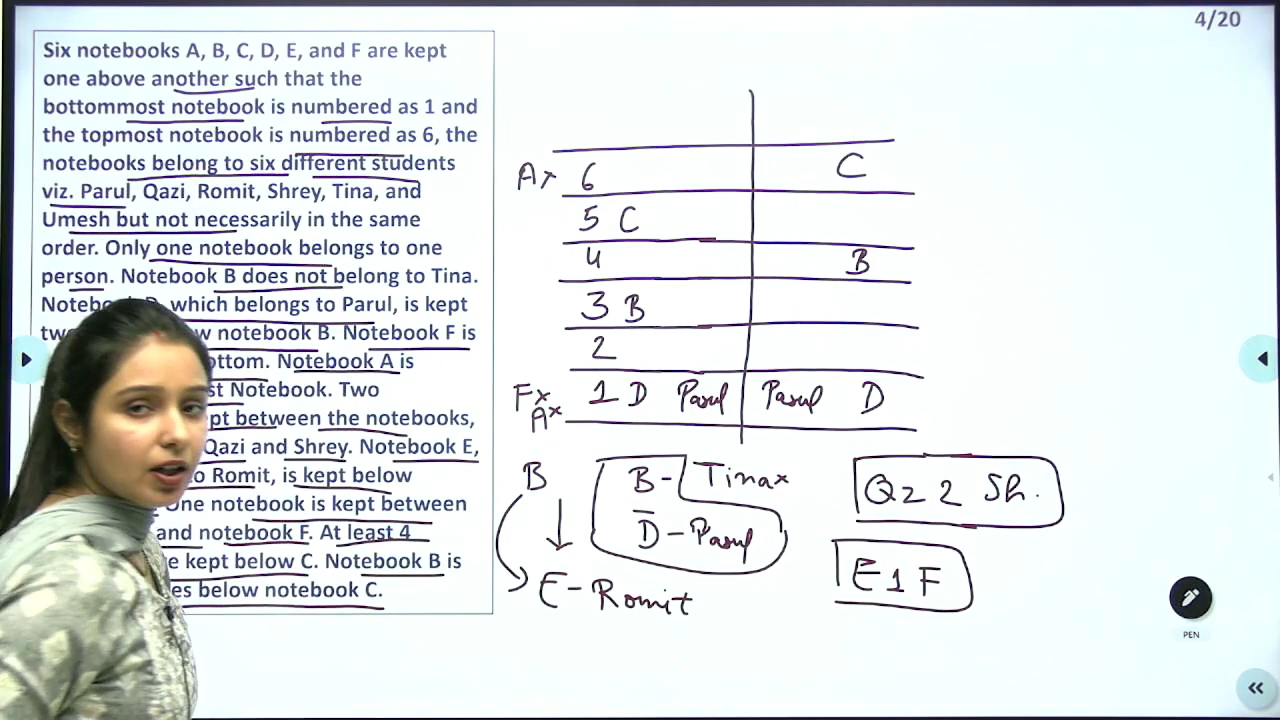 4/20
Six notebooks A, B, C, D, E, and F are kept
one above another such that the
bottommost notebook is numbered as 1 and
the topmost notebook is numbered as 6, the
notebooks belong to six different students
viz. Parul, Qazi, Romit, Shrey, Tina, and
Umesh but not necessarily in the same
order. Only one notebook belongs to one
person. Notebook B does not belong to Tina.
which belongs to Parul, is kept
notebook B. Notebook F is
Notebook A is
Notebook. Two
between the notebooks,
Qazi and Shrey. Notebook E,
Romit, is kept below
One notebook is kept between
and notebook F. At least 4
kept below C. Notebook B is
below notebook C.
Ax 6 C
5 C
4 B
3 B
2
Fx 1 D Parul Parul D
Ax
B B - Tinax Qz 2 Sh.
D - Parul
E - Romit E 1 F
PEN